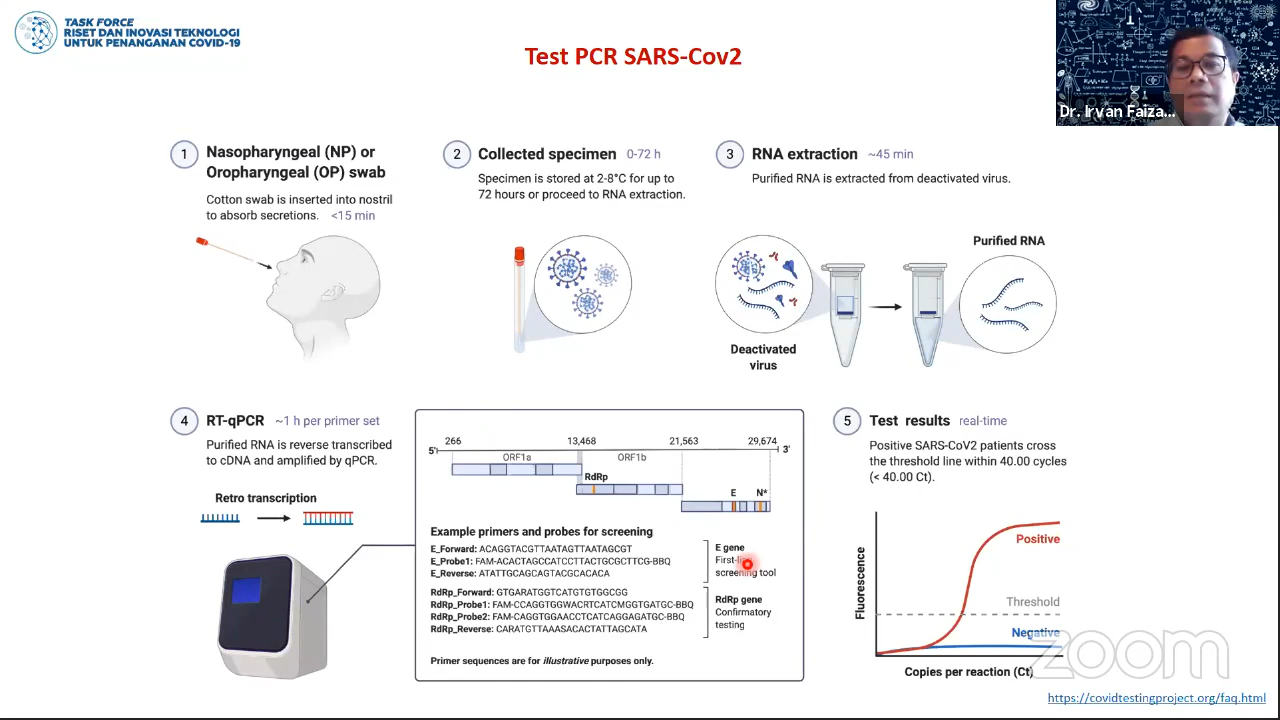 TASK FORCE
RISET DAN INOVASI TEKNOLOGI
UNTUK PENANGANAN COVID-19
Test PCR SARS-Cov2
Dr. Irvan Faiza...
1 Nasopharyngeal (NP) or
Oropharyngeal (OP) swab
Cotton swab is inserted into nostril
to absorb secretions. <15 min
2 Collected specimen 0-72 h
Specimen is stored at 2-8°C for up to
72 hours or proceed to RNA extraction.
3 RNA extraction ~45 min
Purified RNA is extracted from deactivated virus.
Purified RNA
Deactivated
virus
4 RT-qPCR ~1 h per primer set
Purified RNA is reverse transcribed
to cDNA and amplified by qPCR.
Retro transcription
266 13,468 21,563 29,674
5' 3'
ORF1a ORF1b
RdRp
E N*
Example primers and probes for screening
E_Forward: ACAGGTACGTTAATAGTTAATAGCGT
E_Probe1: FAM-ACACTAGCCATCCTTACTGCGCTTCG-BBQ
E_Reverse: ATATTGCAGCAGTACGCACACA
E gene
screening tool
RdRp_Forward: GTGARATGGTCATGTGTGGCGG
RdRp_Probe1: FAM-CCAGGTGGWACRTCATCMGGTGATGC-BBQ
RdRp_Probe2: FAM-CAGGTGGAACCTCATCAGGAGATGC-BBQ
RdRp_Reverse: CARATGTTAAASACACTATTAGCATA
RdRp gene
Confirmatory
testing
Primer sequences are for illustrative purposes only.
5 Test results real-time
Positive SARS-CoV2 patients cross
the threshold line within 40.00 cycles
(< 40.00 Ct).
Positive
Threshold
Negative
Fluorescence
Copies per reaction (Ct)
zoom
https://covidtestingproject.org/faq.html